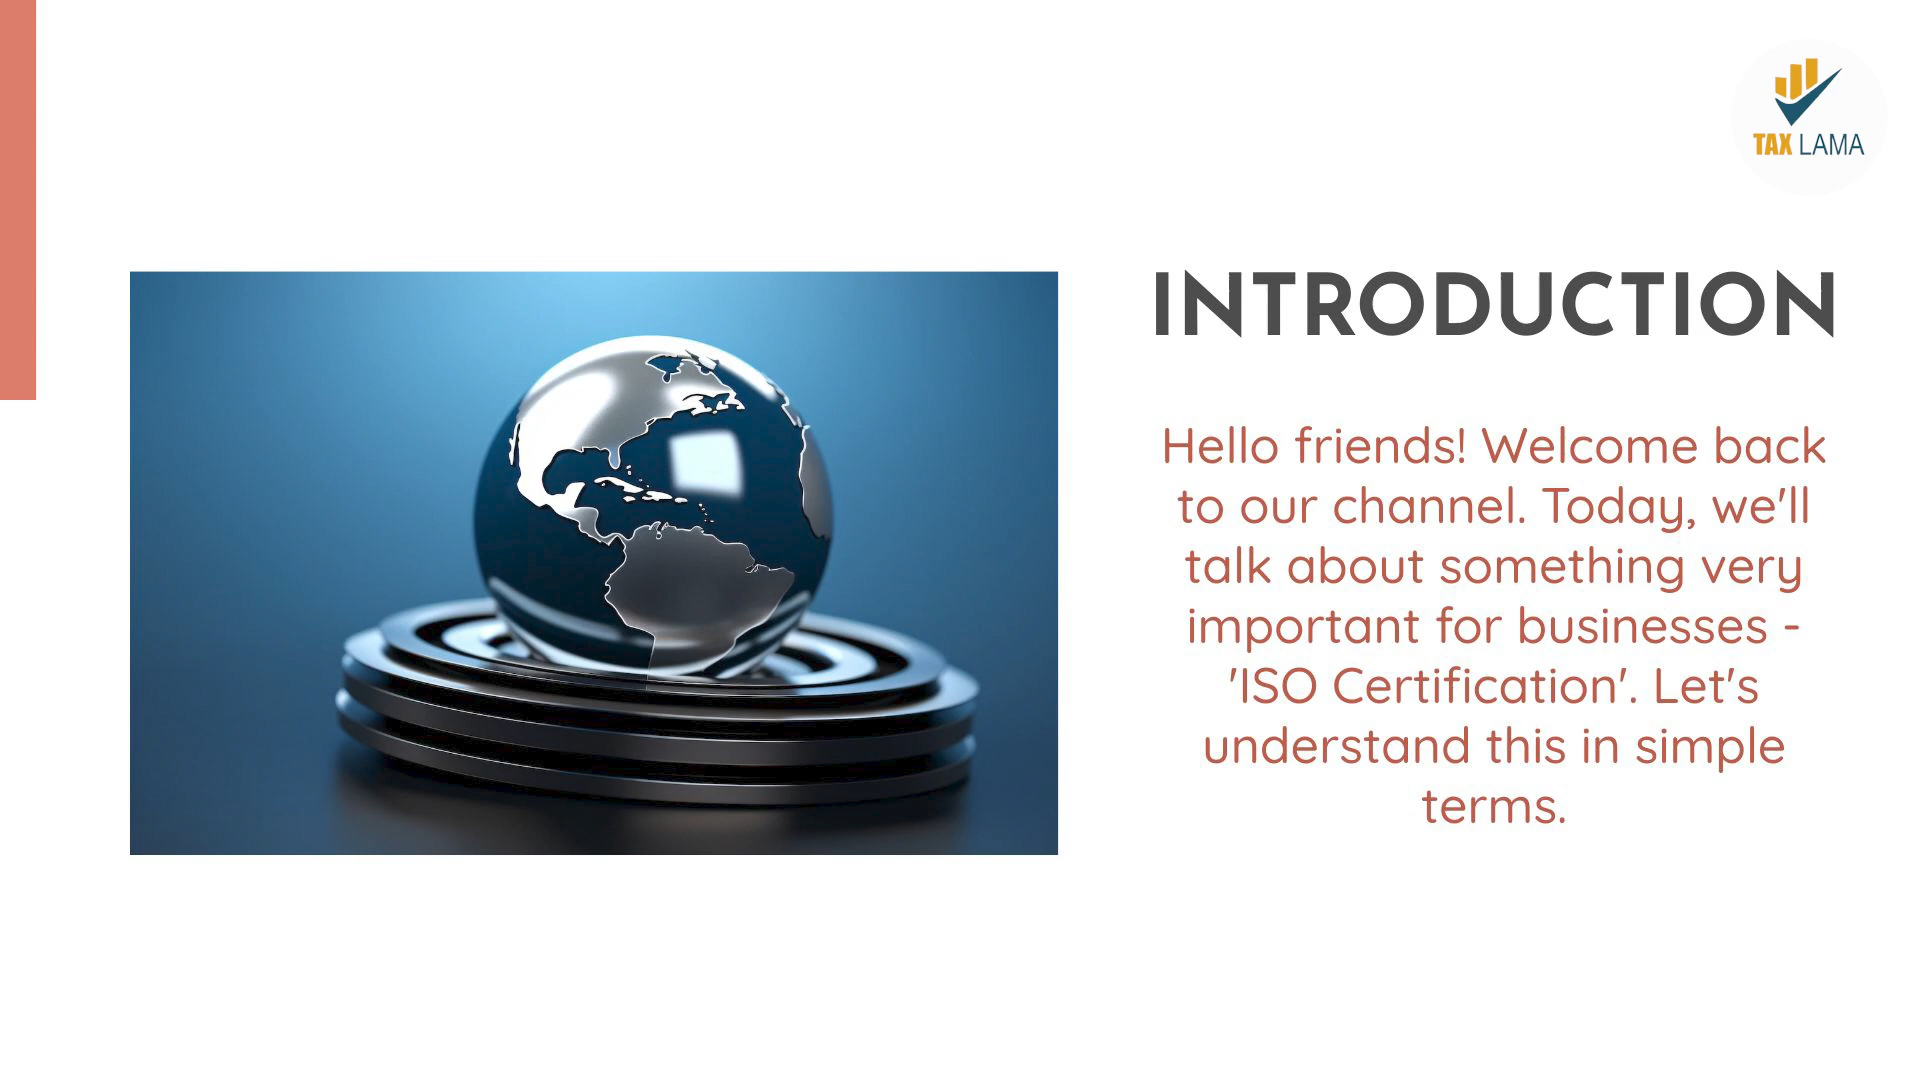 TAX LAMA
INTRODUCTION
Hello friends! Welcome back
to our channel. Today, we'll
talk about something very
important for businesses -
'ISO Certification'. Let's
understand this in simple
terms.